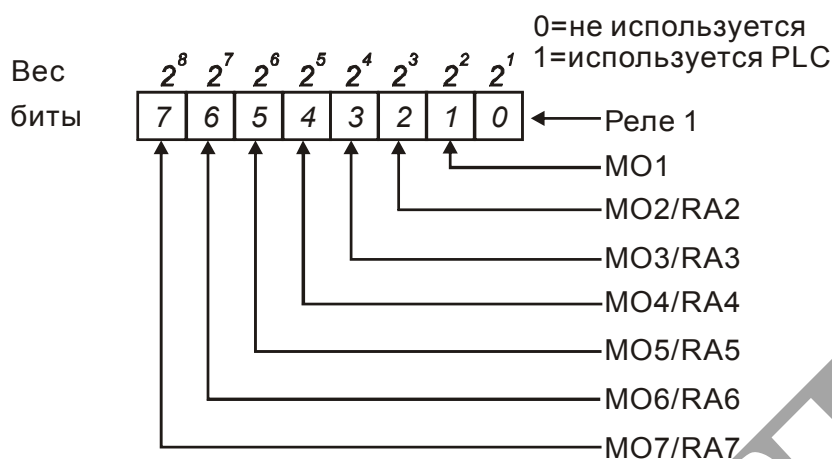 0=не используется
1=используется PLC
Вес 2⁸ 2⁷ 2⁶ 2⁵ 2⁴ 2³ 2² 2¹
биты 7 6 5 4 3 2 1 0 Реле 1
MO1
MO2/RA2
MO3/RA3
MO4/RA4
MO5/RA5
MO6/RA6
MO7/RA7